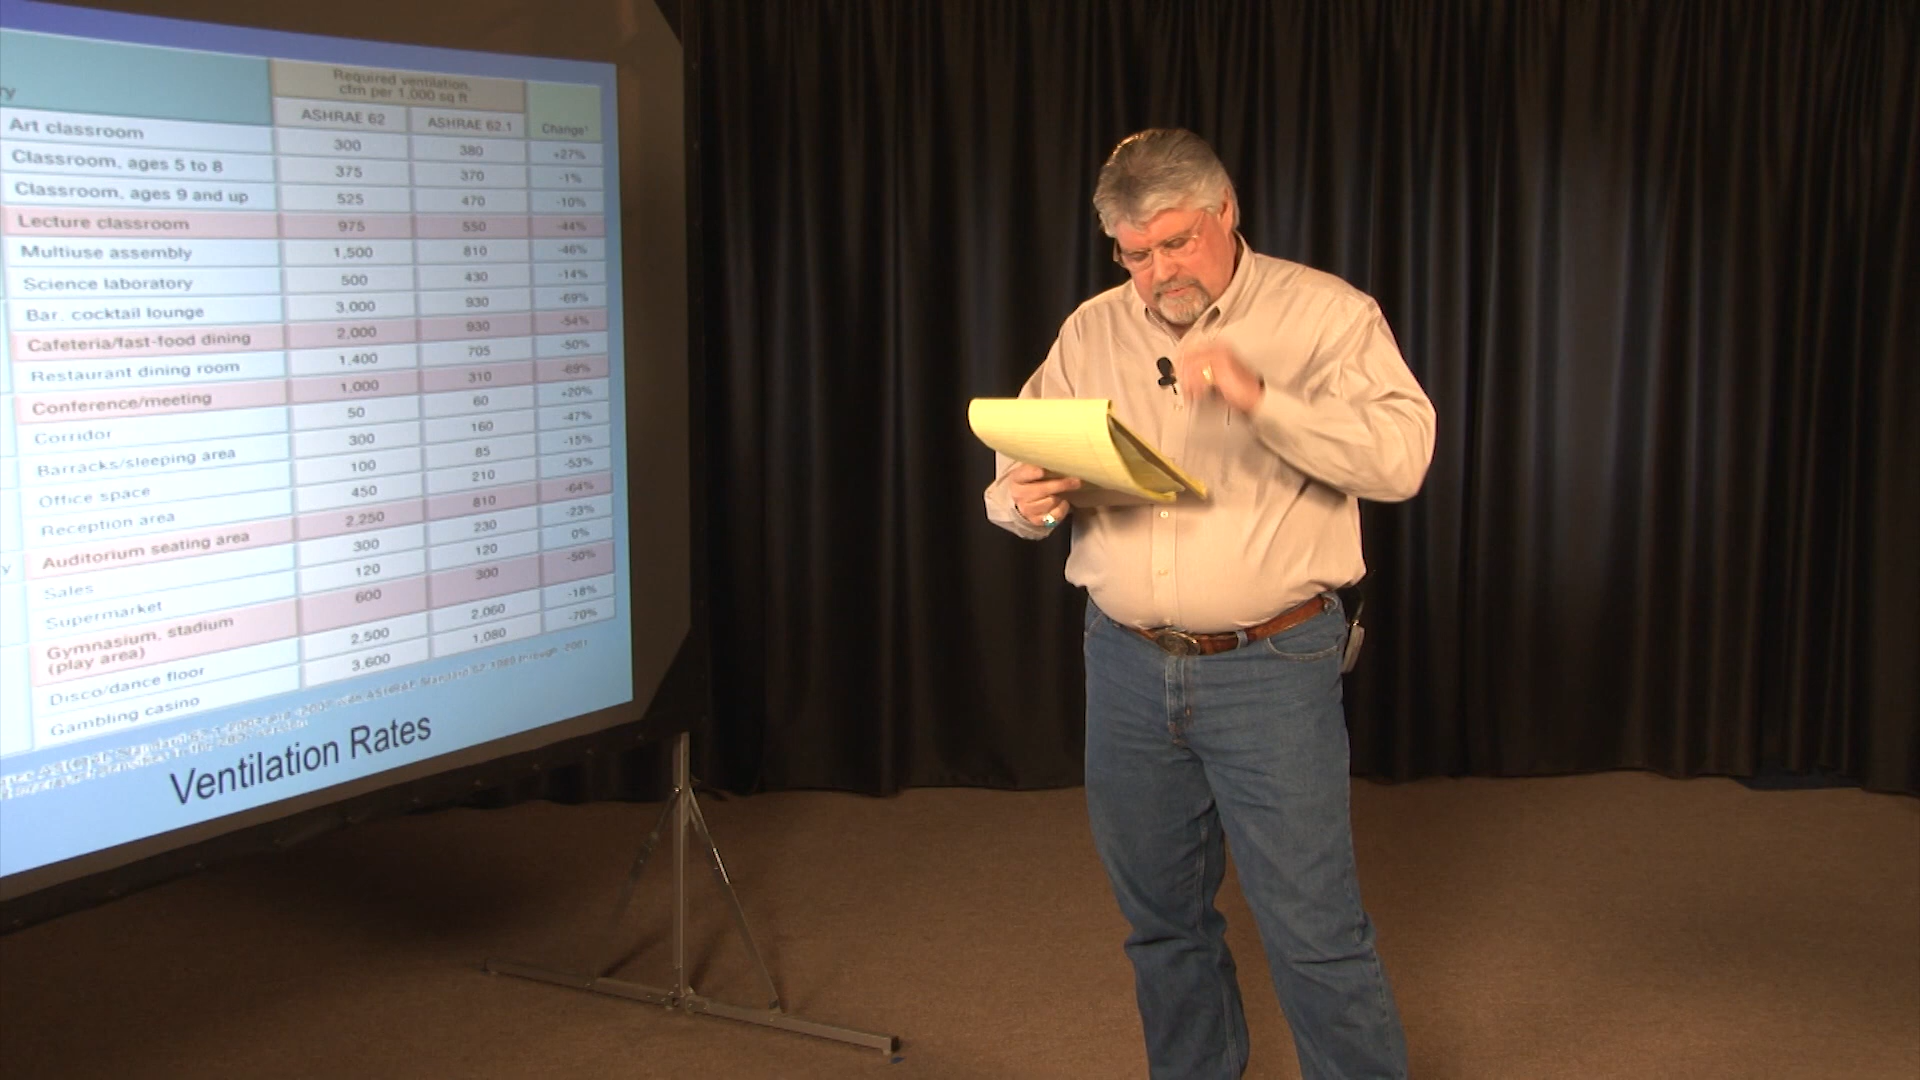 ry
Required ventilation,
cfm per 1,000 sq ft
ASHRAE 62 ASHRAE 62.1 Change¹
Art classroom 300 380 +27%
Classroom, ages 5 to 8 375 370 -1%
Classroom, ages 9 and up 525 470 -10%
Lecture classroom 975 550 -44%
Multiuse assembly 1,500 810 -46%
Science laboratory 500 430 -14%
Bar, cocktail lounge 3,000 930 -69%
Cafeteria/fast-food dining 2,000 930 -54%
Restaurant dining room 1,400 705 -50%
Conference/meeting 1,000 310 -69%
Corridor 50 60 +20%
Barracks/sleeping area 300 160 -47%
Office space 100 85 -15%
Reception area 450 210 -53%
Auditorium seating area 2,250 810 -64%
Sales 300 230 -23%
Supermarket 120 120 0%
Gymnasium, stadium
(play area) 600 300 -50%
Disco/dance floor 2,500 2,060 -18%
Gambling casino 3,600 1,080 -70%
Ventilation Rates